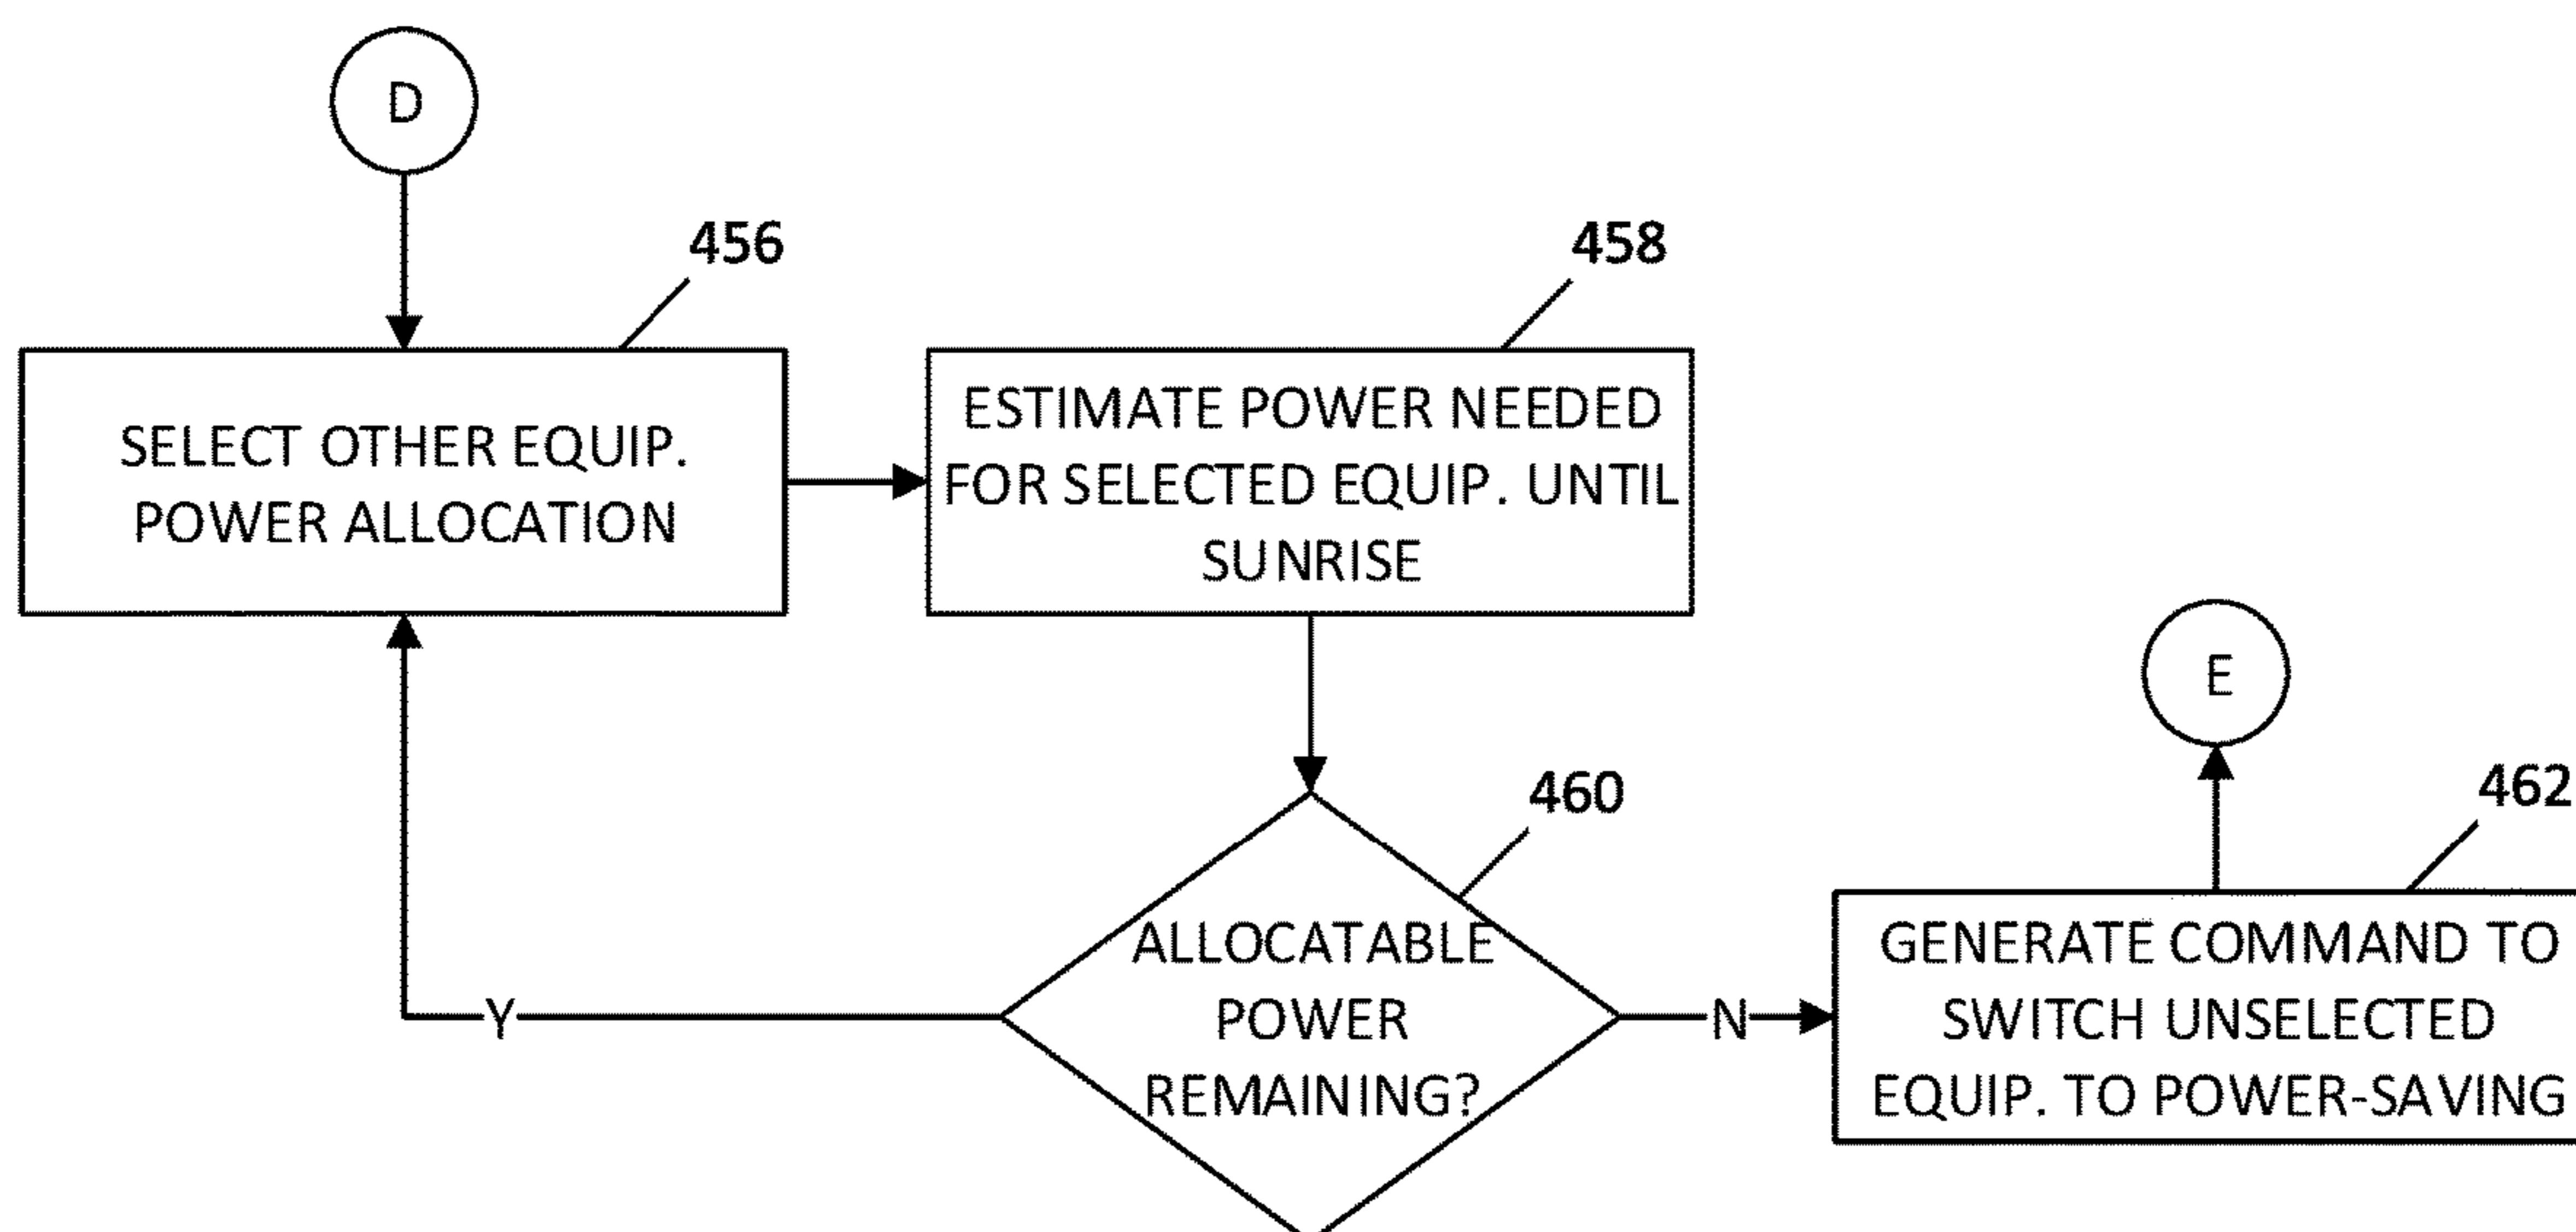 D
456
SELECT OTHER EQUIP.
POWER ALLOCATION
458
ESTIMATE POWER NEEDED
FOR SELECTED EQUIP. UNTIL
SUNRISE
460
ALLOCATABLE
POWER
REMAINING?
Y
N
E
462
GENERATE COMMAND TO
SWITCH UNSELECTED
EQUIP. TO POWER-SAVING